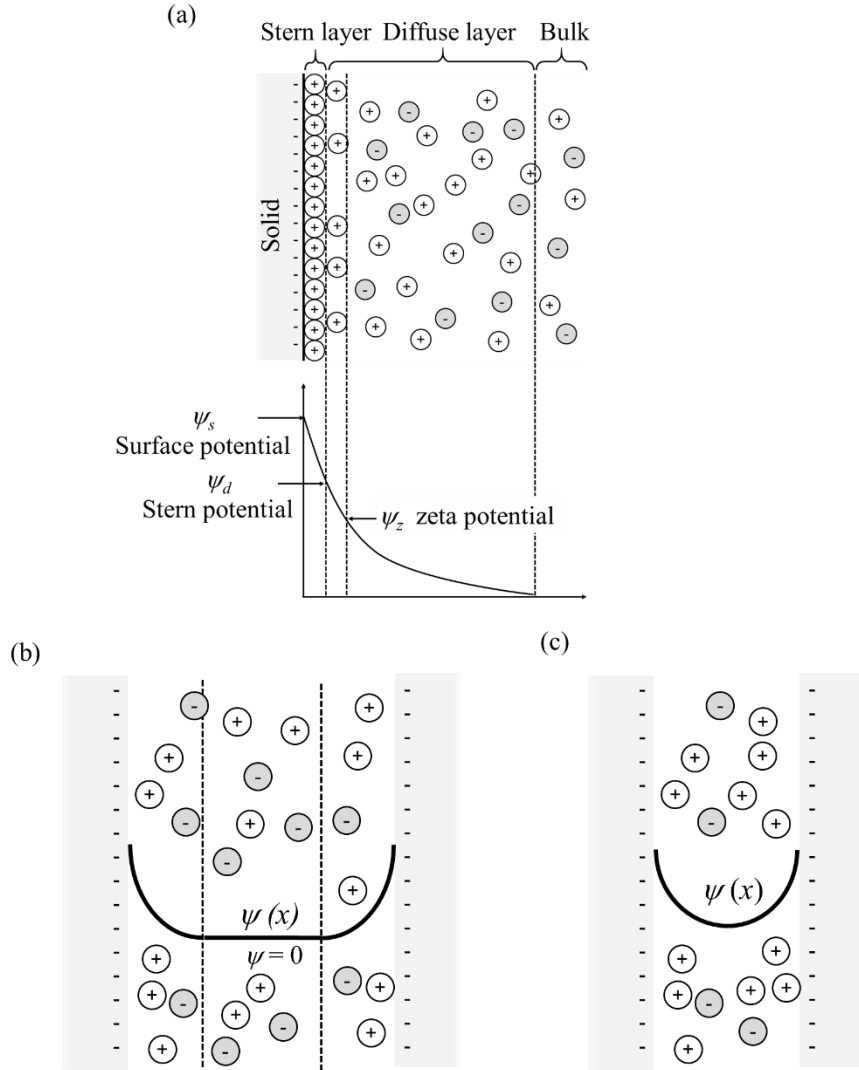 (a)
Stern layer Diffuse layer Bulk
Solid
ψs
Surface potential
ψd
Stern potential
ψz zeta potential
(b)
(c)
ψ(x)
ψ = 0
ψ(x)